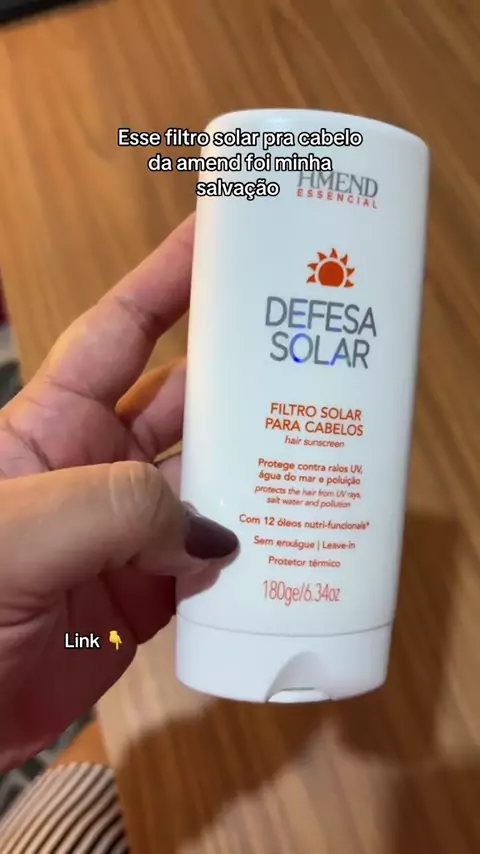 Esse filtro solar pra cabelo
da amend foi minha
salvação
AMEND
ESSENCIAL
DEFESA
SOLAR
FILTRO SOLAR
PARA CABELOS
hair sunscreen
Protege contra raios UV,
água do mar e poluição
protects the hair from UV rays,
salt water and pollution
Com 12 óleos nutri-funcionais*
Sem enxágue | Leave-in
Protetor térmico
180ge/6.34oz
Link 👇